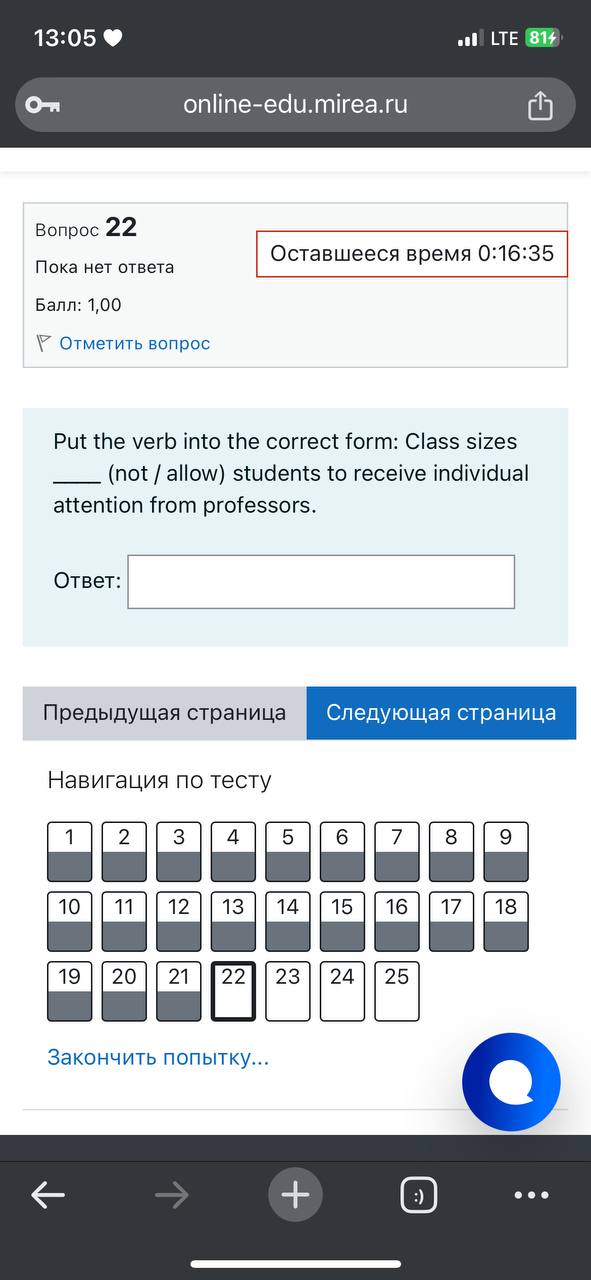 13:05
LTE 81
online-edu.mirea.ru
Вопрос 22
Оставшееся время 0:16:35
Пока нет ответа
Балл: 1,00
Отметить вопрос
Put the verb into the correct form: Class sizes
____ (not / allow) students to receive individual
attention from professors.
Ответ:
Предыдущая страница Следующая страница
Навигация по тесту
1 2 3 4 5 6 7 8 9
10 11 12 13 14 15 16 17 18
19 20 21 22 23 24 25
Закончить попытку...
:)